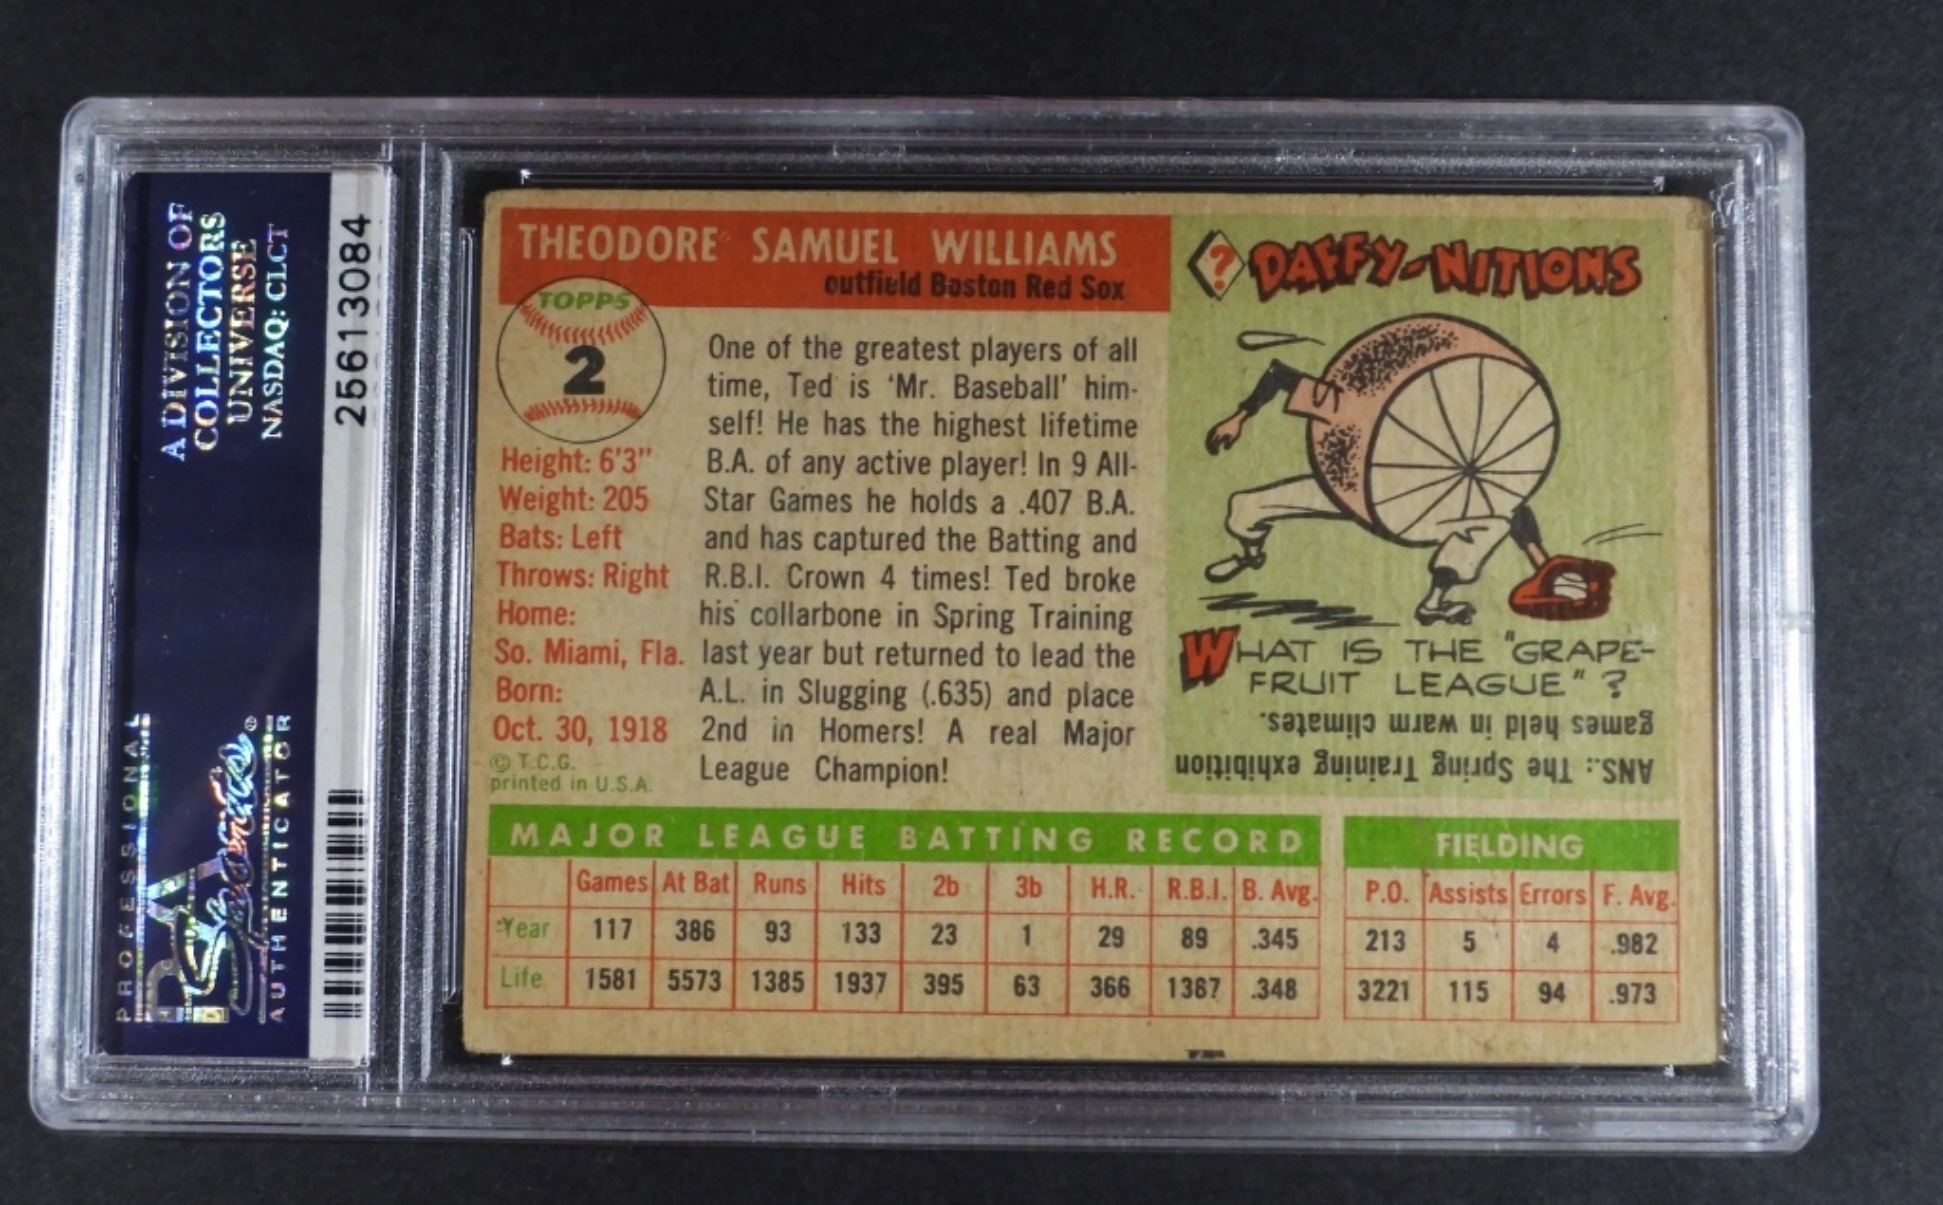 A DIVISION OF
COLLECTORS
UNIVERSE
NASDAQ: CLCT
25613084
PROFESSIONAL
PSA
Sports
AUTHENTICATOR
THEODORE SAMUEL WILLIAMS
outfield Boston Red Sox
TOPPS
2
Height: 6'3"
Weight: 205
Bats: Left
Throws: Right
Home:
So. Miami, Fla.
Born:
Oct. 30, 1918
© T.C.G.
printed in U.S.A.
One of the greatest players of all
time, Ted is 'Mr. Baseball' him-
self! He has the highest lifetime
B.A. of any active player! In 9 All-
Star Games he holds a .407 B.A.
and has captured the Batting and
R.B.I. Crown 4 times! Ted broke
his collarbone in Spring Training
last year but returned to lead the
A.L. in Slugging (.635) and place
2nd in Homers! A real Major
League Champion!
? DAFFY-NITIONS
WHAT IS THE "GRAPE-
FRUIT LEAGUE"?
ANS.: The Spring Training exhibition
games held in warm climates.
MAJOR LEAGUE BATTING RECORD
Games At Bat Runs Hits 2b 3b H.R. R.B.I. B. Avg.
Year 117 386 93 133 23 1 29 89 .345
Life 1581 5573 1385 1937 395 63 366 1387 .348
FIELDING
P.O. Assists Errors F. Avg.
213 5 4 .982
3221 115 94 .973